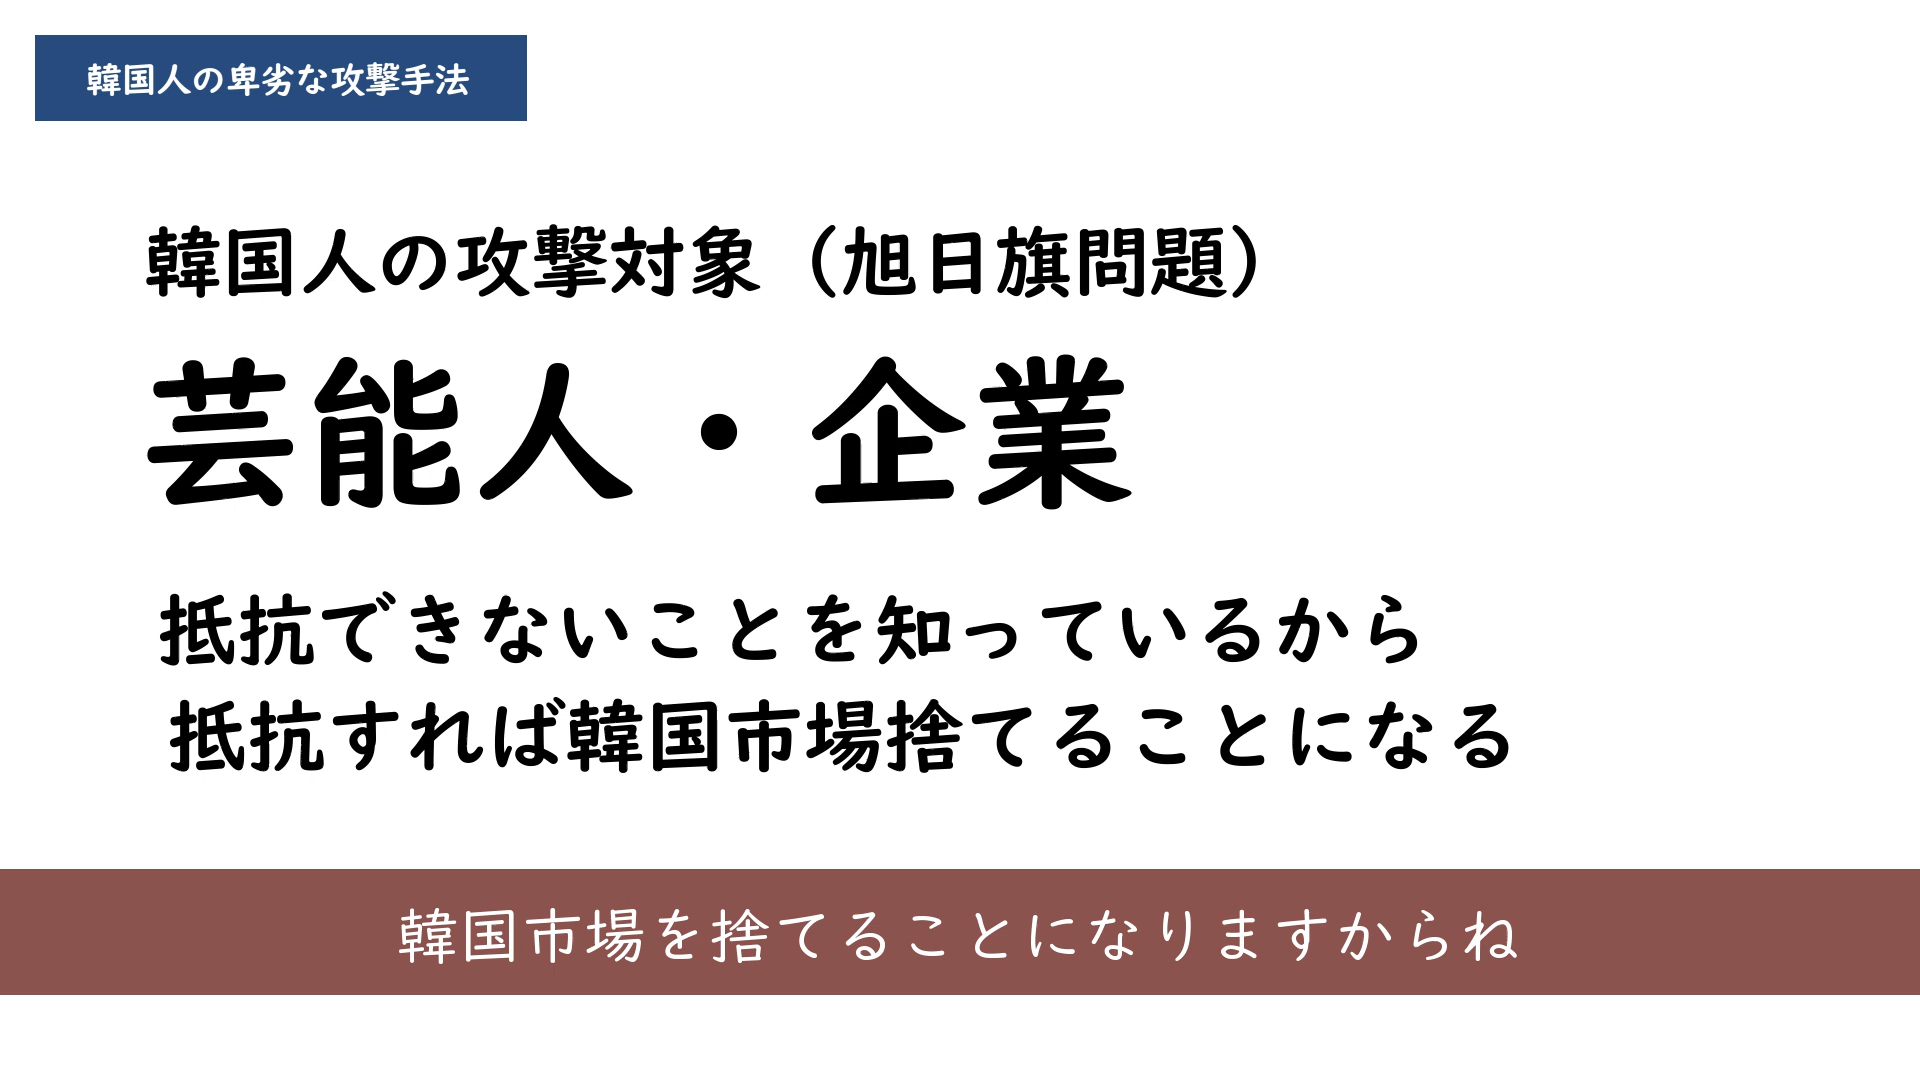 韓国人の卑劣な攻撃手法
韓国人の攻撃対象（旭日旗問題）
芸能人・企業
抵抗できないことを知っているから
抵抗すれば韓国市場捨てることになる
韓国市場を捨てることになりますからね